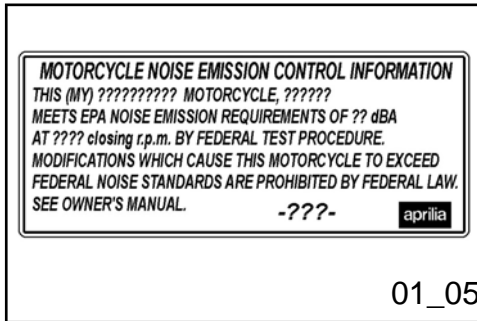 MOTORCYCLE NOISE EMISSION CONTROL INFORMATION
THIS (MY) ?????????? MOTORCYCLE, ??????
MEETS EPA NOISE EMISSION REQUIREMENTS OF ?? dBA
AT ???? closing r.p.m. BY FEDERAL TEST PROCEDURE.
MODIFICATIONS WHICH CAUSE THIS MOTORCYCLE TO EXCEED
FEDERAL NOISE STANDARDS ARE PROHIBITED BY FEDERAL LAW.
SEE OWNER'S MANUAL.
-???-
aprilia
01_05